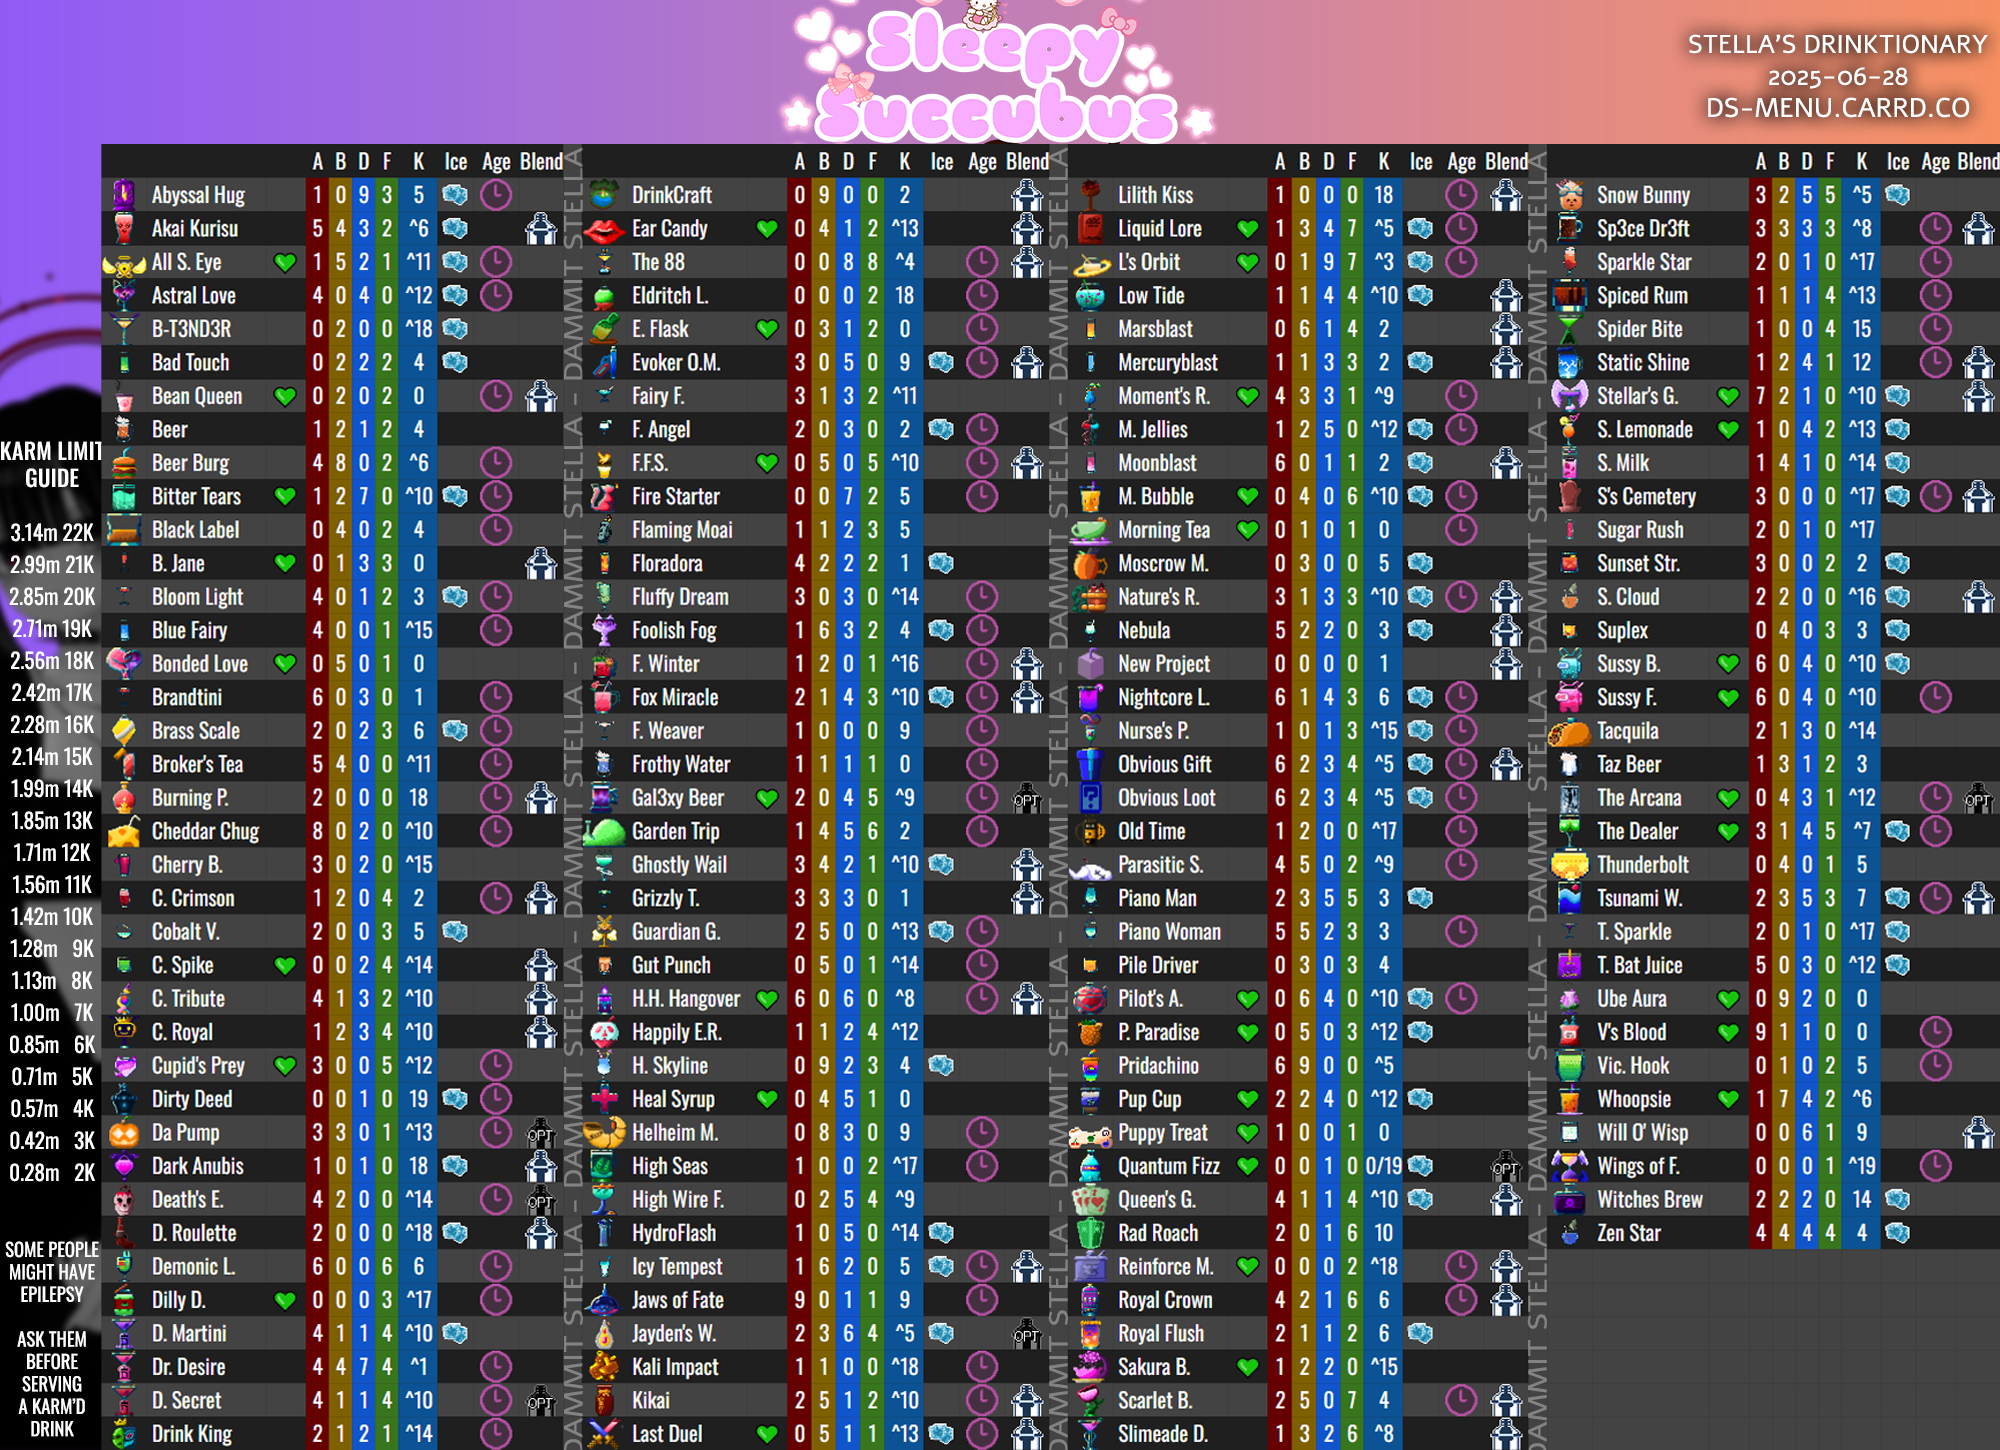 Sleepy
Succubus
STELLA'S DRINKTIONARY
2025-06-28
DS-MENU.CARRD.CO
KARM LIMIT
GUIDE
3.14m 22K
2.99m 21K
2.85m 20K
2.71m 19K
2.56m 18K
2.42m 17K
2.28m 16K
2.14m 15K
1.99m 14K
1.85m 13K
1.71m 12K
1.56m 11K
1.42m 10K
1.28m 9K
1.13m 8K
1.00m 7K
0.85m 6K
0.71m 5K
0.57m 4K
0.42m 3K
0.28m 2K
SOME PEOPLE
MIGHT HAVE
EPILEPSY
ASK THEM
BEFORE
SERVING
A KARM'D
DRINK
A B D F K Ice Age Blend
Abyssal Hug 1 0 9 3 5
Akai Kurisu 5 4 3 2 ^6
All S. Eye 1 5 2 1 ^11
Astral Love 4 0 4 0 ^12
B-T3ND3R 0 2 0 0 ^18
Bad Touch 0 2 2 2 4
Bean Queen 0 2 0 2 0
Beer 1 2 1 2 4
Beer Burg 4 8 0 2 ^6
Bitter Tears 1 2 7 0 ^10
Black Label 0 4 0 2 4
B. Jane 0 1 3 3 0
Bloom Light 4 0 1 2 3
Blue Fairy 4 0 0 1 ^15
Bonded Love 0 5 0 1 0
Brandtini 6 0 3 0 1
Brass Scale 2 0 2 3 6
Broker's Tea 5 4 0 0 ^11
Burning P. 2 0 0 0 18
Cheddar Chug 8 0 2 0 ^10
Cherry B. 3 0 2 0 ^15
C. Crimson 1 2 0 4 2
Cobalt V. 2 0 0 3 5
C. Spike 0 0 2 4 ^14
C. Tribute 4 1 3 2 ^10
C. Royal 1 2 3 4 ^10
Cupid's Prey 3 0 0 5 ^12
Dirty Deed 0 0 1 0 19
Da Pump 3 3 0 1 ^13 OPT
Dark Anubis 1 0 1 0 18
Death's E. 4 2 0 0 ^14 OPT
D. Roulette 2 0 0 0 ^18
Demonic L. 6 0 0 6 6
Dilly D. 0 0 0 3 ^17
D. Martini 4 1 1 4 ^10
Dr. Desire 4 4 7 4 ^1
D. Secret 4 1 1 4 ^10 OPT
Drink King 2 1 2 1 ^14
DAMMIT STELLA - DAMMIT STELLA - DAMMIT STELLA - DAMMIT STELLA
A B D F K Ice Age Blend
DrinkCraft 0 9 0 0 2
Ear Candy 0 4 1 2 ^13
The 88 0 0 8 8 ^4
Eldritch L. 0 0 0 2 18
E. Flask 0 3 1 2 0
Evoker O.M. 3 0 5 0 9
Fairy F. 3 1 3 2 ^11
F. Angel 2 0 3 0 2
F.F.S. 0 5 0 5 ^10
Fire Starter 0 0 7 2 5
Flaming Moai 1 1 2 3 5
Floradora 4 2 2 2 1
Fluffy Dream 3 0 3 0 ^14
Foolish Fog 1 6 3 2 4
F. Winter 1 2 0 1 ^16
Fox Miracle 2 1 4 3 ^10
F. Weaver 1 0 0 0 9
Frothy Water 1 1 1 1 0
Gal3xy Beer 2 0 4 5 ^9 OPT
Garden Trip 1 4 5 6 2
Ghostly Wail 3 4 2 1 ^10
Grizzly T. 3 3 3 0 1
Guardian G. 2 5 0 0 ^13
Gut Punch 0 5 0 1 ^14
H.H. Hangover 6 0 6 0 ^8
Happily E.R. 1 1 2 4 ^12
H. Skyline 0 9 2 3 4
Heal Syrup 0 4 5 1 0
Helheim M. 0 8 3 0 9
High Seas 1 0 0 2 ^17
High Wire F. 0 2 5 4 ^9
HydroFlash 1 0 5 0 ^14
Icy Tempest 1 6 2 0 5
Jaws of Fate 9 0 1 1 9
Jayden's W. 2 3 6 4 ^5 OPT
Kali Impact 1 1 0 0 ^18
Kikai 2 5 1 2 ^10
Last Duel 0 5 1 1 ^13
DAMMIT STELLA - DAMMIT STELLA - DAMMIT STELLA - DAMMIT STELLA
A B D F K Ice Age Blend
Lilith Kiss 1 0 0 0 18
Liquid Lore 1 3 4 7 ^5
L's Orbit 0 1 9 7 ^3
Low Tide 1 1 4 4 ^10
Marsblast 0 6 1 4 2
Mercuryblast 1 1 3 3 2
Moment's R. 4 3 3 1 ^9
M. Jellies 1 2 5 0 ^12
Moonblast 6 0 1 1 2
M. Bubble 0 4 0 6 ^10
Morning Tea 0 1 0 1 0
Moscrow M. 0 3 0 0 5
Nature's R. 3 1 3 3 ^10
Nebula 5 2 2 0 3
New Project 0 0 0 0 1
Nightcore L. 6 1 4 3 6
Nurse's P. 1 0 1 3 ^15
Obvious Gift 6 2 3 4 ^5
Obvious Loot 6 2 3 4 ^5
Old Time 1 2 0 0 ^17
Parasitic S. 4 5 0 2 ^9
Piano Man 2 3 5 5 3
Piano Woman 5 5 2 3 3
Pile Driver 0 3 0 3 4
Pilot's A. 0 6 4 0 ^10
P. Paradise 0 5 0 3 ^12
Pridachino 6 9 0 0 ^5
Pup Cup 2 2 4 0 ^12
Puppy Treat 1 0 0 1 0
Quantum Fizz 0 0 1 0 0/19 OPT
Queen's G. 4 1 1 4 ^10
Rad Roach 2 0 1 6 10
Reinforce M. 0 0 0 2 ^18
Royal Crown 4 2 1 6 6
Royal Flush 2 1 1 2 6
Sakura B. 1 2 2 0 ^15
Scarlet B. 2 5 0 7 4
Slimeade D. 1 3 2 6 ^8
DAMMIT STELLA - DAMMIT STELLA - DAMMIT STELLA - DAMMIT STELLA
A B D F K Ice Age Blend
Snow Bunny 3 2 5 5 ^5
Sp3ce Dr3ft 3 3 3 3 ^8
Sparkle Star 2 0 1 0 ^17
Spiced Rum 1 1 1 4 ^13
Spider Bite 1 0 0 4 15
Static Shine 1 2 4 1 12
Stellar's G. 7 2 1 0 ^10
S. Lemonade 1 0 4 2 ^13
S. Milk 1 4 1 0 ^14
S's Cemetery 3 0 0 0 ^17
Sugar Rush 2 0 1 0 ^17
Sunset Str. 3 0 0 2 2
S. Cloud 2 2 0 0 ^16
Suplex 0 4 0 3 3
Sussy B. 6 0 4 0 ^10
Sussy F. 6 0 4 0 ^10
Tacquila 2 1 3 0 ^14
Taz Beer 1 3 1 2 3
The Arcana 0 4 3 1 ^12 OPT
The Dealer 3 1 4 5 ^7
Thunderbolt 0 4 0 1 5
Tsunami W. 2 3 5 3 7
T. Sparkle 2 0 1 0 ^17
T. Bat Juice 5 0 3 0 ^12
Ube Aura 0 9 2 0 0
V's Blood 9 1 1 0 0
Vic. Hook 0 1 0 2 5
Whoopsie 1 7 4 2 ^6
Will O' Wisp 0 0 6 1 9
Wings of F. 0 0 0 1 ^19
Witches Brew 2 2 2 0 14
Zen Star 4 4 4 4 4